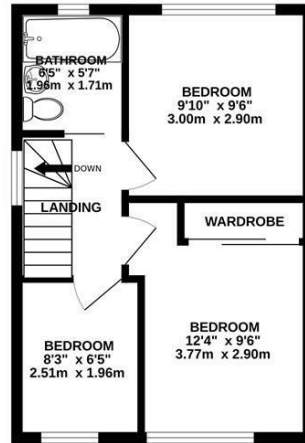 BATHROOM
6'5" x 5'7"
1.96m x 1.71m
BEDROOM
9'10" x 9'6"
3.00m x 2.90m
DOWN
LANDING
WARDROBE
BEDROOM
12'4" x 9'6"
3.77m x 2.90m
BEDROOM
8'3" x 6'5"
2.51m x 1.96m